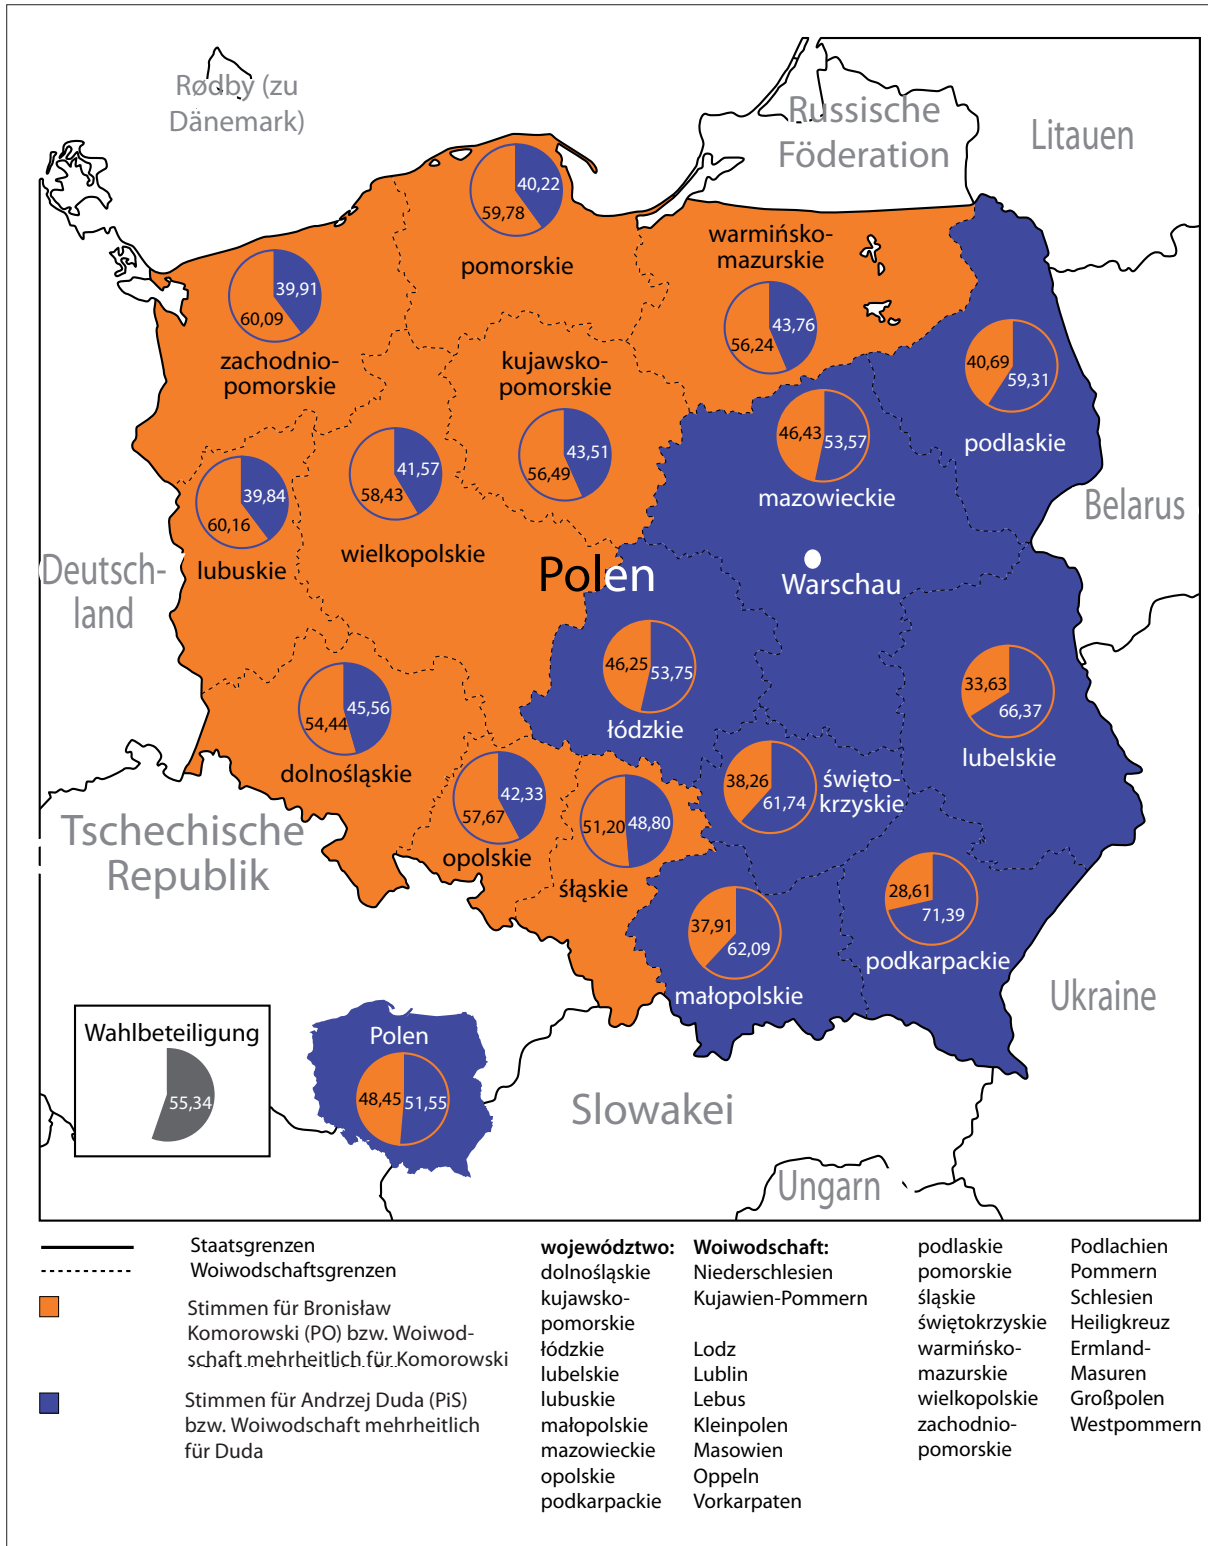 Rødby (zu
Dänemark)
Russische
Föderation
Litauen
40,22
59,78
pomorskie
warmińsko-
mazurskie
39,91
60,09
zachodnio-
pomorskie
43,76
56,24
kujawsko-
pomorskie
40,69
59,31
podlaskie
46,43
53,57
mazowieckie
43,51
56,49
41,57
58,43
wielkopolskie
39,84
60,16
lubuskie
Belarus
Deutsch-
land
Polen
Warschau
46,25
53,75
łódzkie
33,63
66,37
lubelskie
45,56
54,44
dolnośląskie
42,33
57,67
opolskie
51,20
48,80
śłąskie
38,26
61,74
święto-
krzyskie
Tschechische
Republik
28,61
71,39
podkarpackie
37,91
62,09
małopolskie
Ukraine
Wahlbeteiligung
55,34
Polen
48,45
51,55
Slowakei
Ungarn
Staatsgrenzen
Woiwodschaftsgrenzen
Stimmen für Bronisław
Komorowski (PO) bzw. Woiwod-
schaft mehrheitlich für Komorowski
Stimmen für Andrzej Duda (PiS)
bzw. Woiwodschaft mehrheitlich
für Duda
województwo: Woiwodschaft:
dolnośląskie Niederschlesien
kujawsko- Kujawien-Pommern
pomorskie
łódzkie Lodz
lubelskie Lublin
lubuskie Lebus
małopolskie Kleinpolen
mazowieckie Masowien
opolskie Oppeln
podkarpackie Vorkarpaten
podlaskie Podlachien
pomorskie Pommern
śląskie Schlesien
świętokrzyskie Heiligkreuz
warmińsko- Ermland-
mazurskie Masuren
wielkopolskie Großpolen
zachodnio- Westpommern
pomorskie